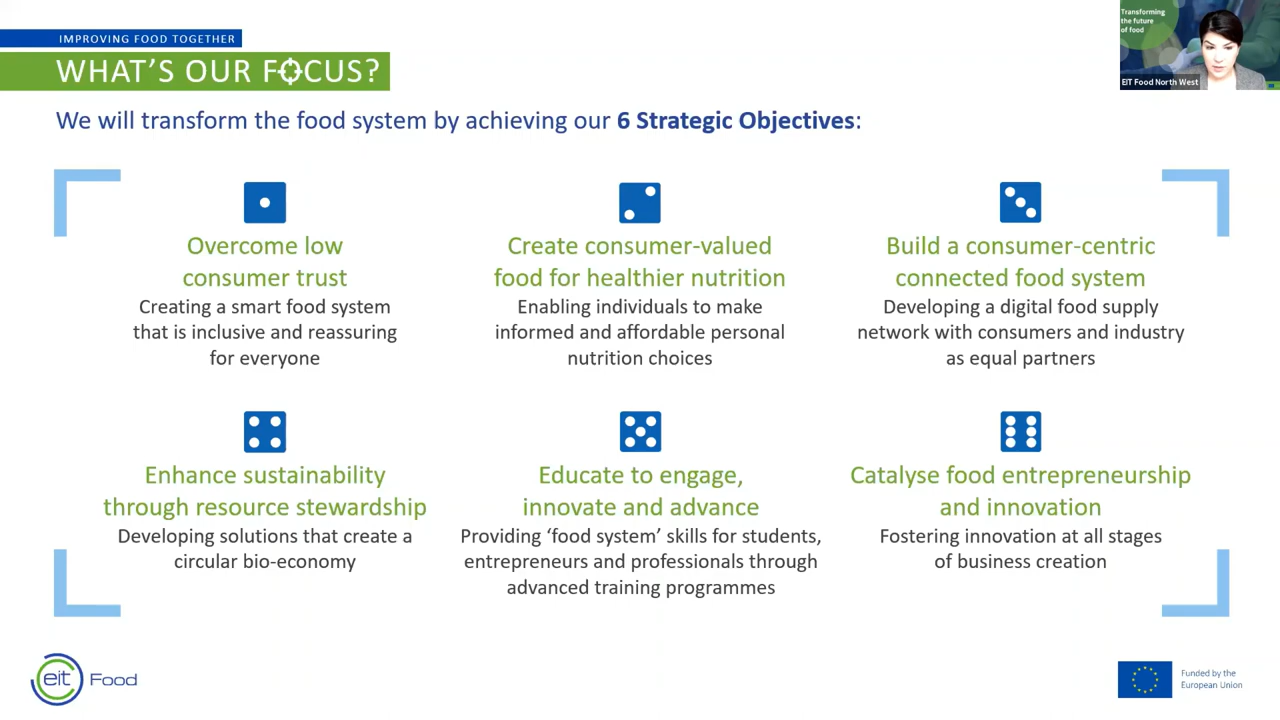 IMPROVING FOOD TOGETHER
WHAT'S OUR FOCUS?
We will transform the food system by achieving our 6 Strategic Objectives:
Transforming
the future
of food
EIT Food North West
Overcome low
consumer trust
Creating a smart food system
that is inclusive and reassuring
for everyone
Create consumer-valued
food for healthier nutrition
Enabling individuals to make
informed and affordable personal
nutrition choices
Build a consumer-centric
connected food system
Developing a digital food supply
network with consumers and industry
as equal partners
Enhance sustainability
through resource stewardship
Developing solutions that create a
circular bio-economy
Educate to engage,
innovate and advance
Providing ‘food system’ skills for students,
entrepreneurs and professionals through
advanced training programmes
Catalyse food entrepreneurship
and innovation
Fostering innovation at all stages
of business creation
eit Food
Funded by the
European Union